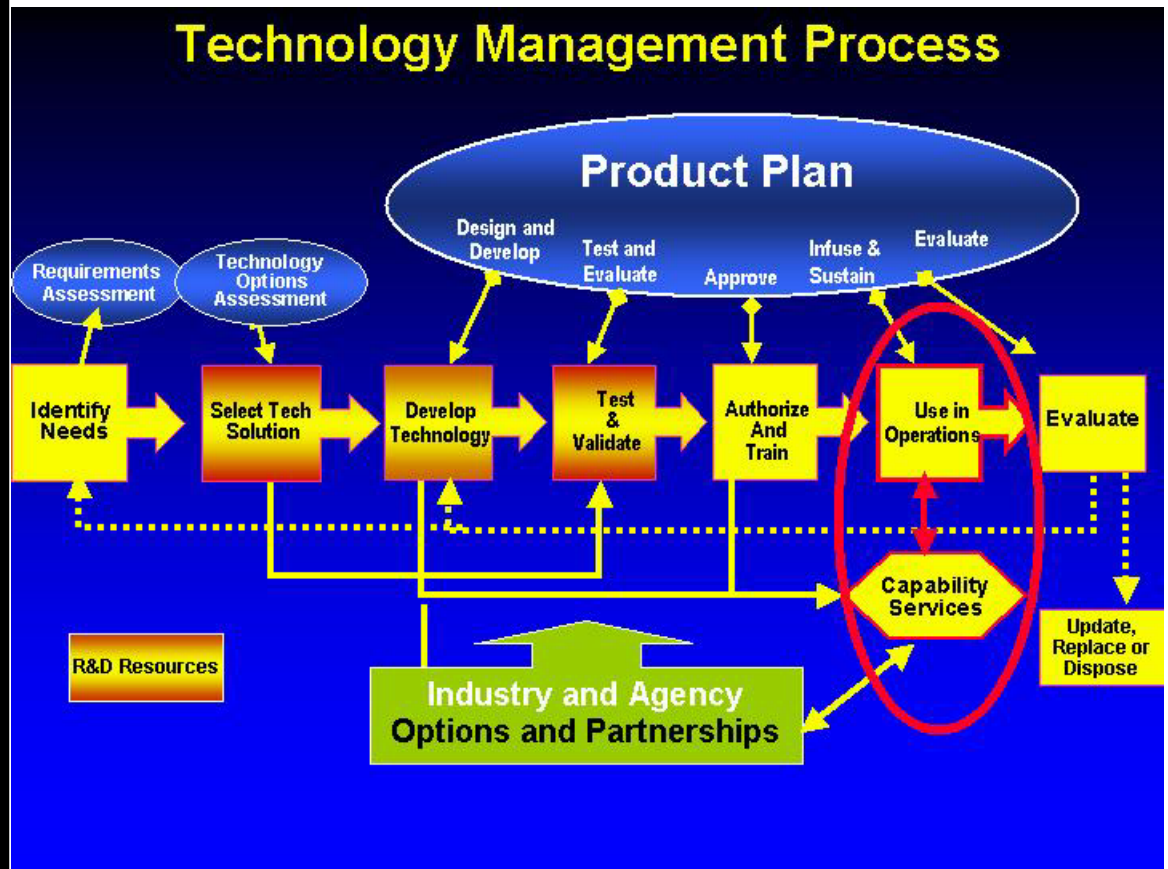 Technology Management Process
Product Plan
Design and
Develop
Test and
Evaluate
Approve
Infuse &
Sustain
Evaluate
Requirements
Assessment
Technology
Options
Assessment
Identify
Needs
Select Tech
Solution
Develop
Technology
Test
&
Validate
Authorize
And
Train
Use in
Operations
Evaluate
Capability
Services
Update,
Replace or
Dispose
R&D Resources
Industry and Agency
Options and Partnerships